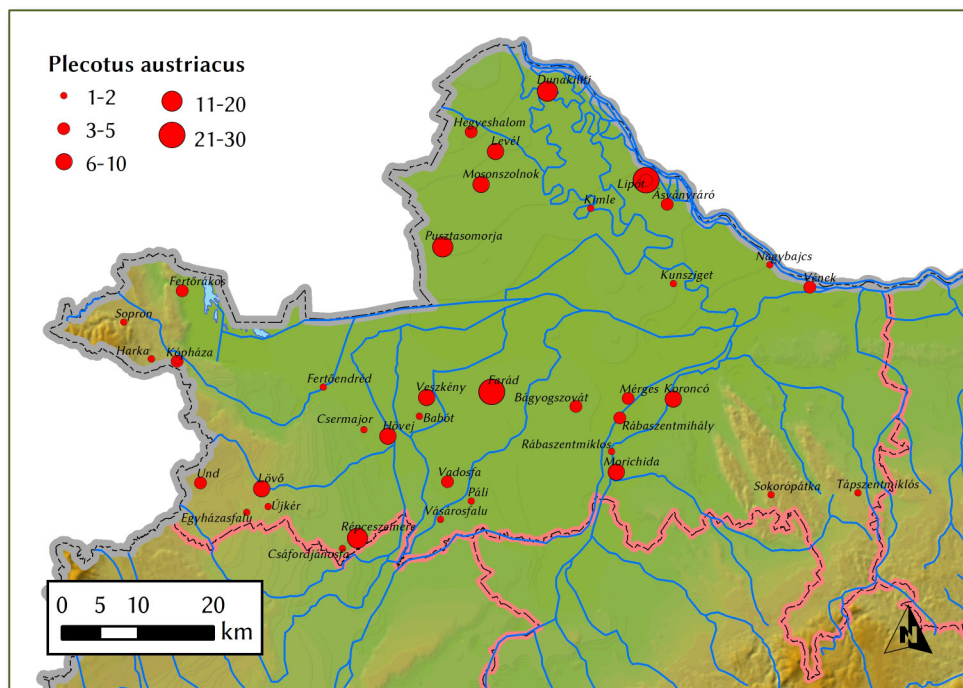 Plecotus austriacus
1-2
3-5
6-10
11-20
21-30
Dunakiliti
Hegyeshalom
Levél
Mosonszolnok
Lipót
Ásványráró
Kimle
Pusztasomorja
Nagybajcs
Kunsziget
Vének
Fertőrákos
Sopron
Harka
Kópháza
Fertőendréd
Veszkény
Farád
Bágyogszovát
Mérges
Koroncó
Babót
Csermajor
Hövej
Rábaszentmihály
Rábaszentmiklós
Morichida
Und
Lövő
Vadosfa
Páli
Sokorópátka
Tápszentmiklós
Újkér
Egyházasfalu
Vásárosfalu
Répceszemere
Csáfordjánosfa
0 5 10 20
km
N